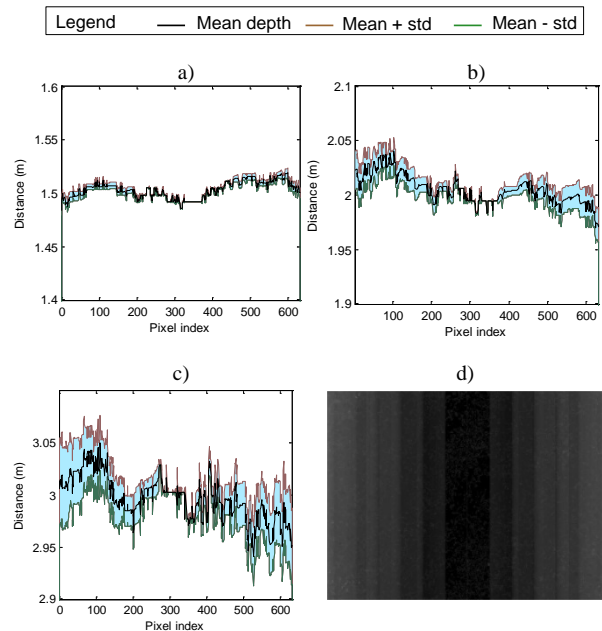 Legend Mean depth Mean + std Mean - std
a)
1.6
1.55
1.5
1.45
1.4
Distance (m)
0 100 200 300 400 500 600
Pixel index
b)
2.1
2.05
2
1.95
1.9
Distance (m)
100 200 300 400 500 600
Pixel index
c)
3.05
3
2.95
2.9
Distance (m)
0 100 200 300 400 500 600
Pixel index
d)